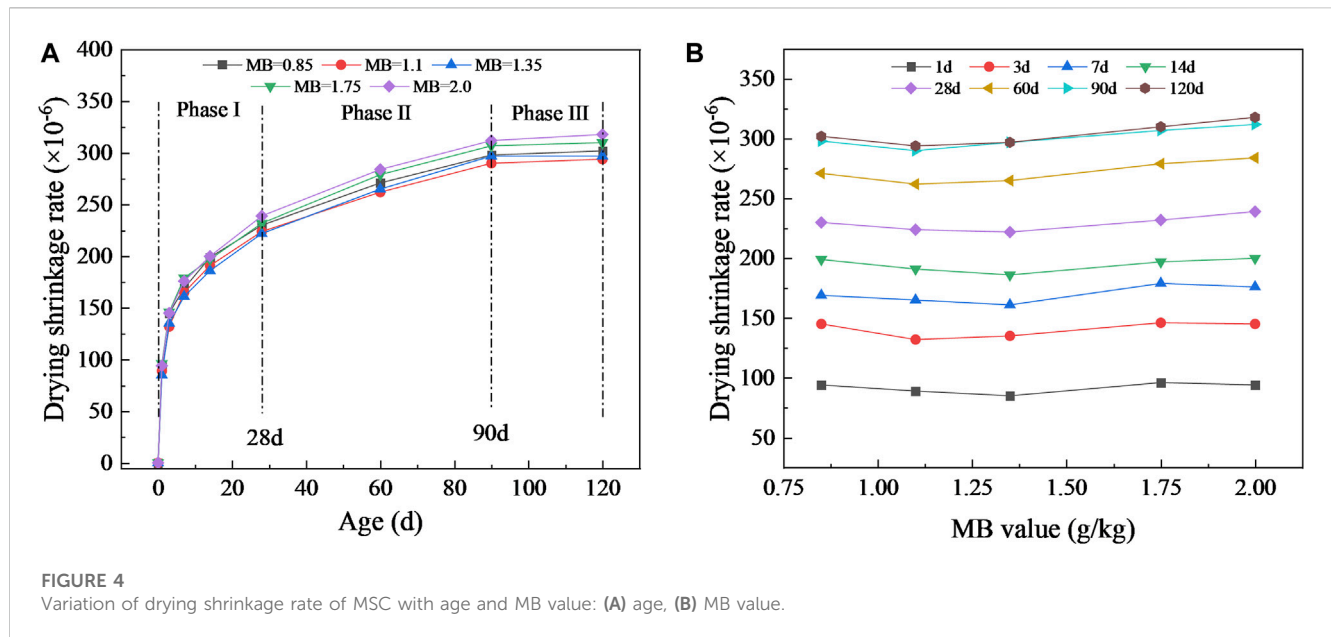 A
400
350
300
250
200
150
100
50
0
Drying shrinkage rate (×10⁻⁶)
MB=0.85 MB=1.1 MB=1.35
MB=1.75 MB=2.0
Phase I Phase II Phase III
28d 90d
0 20 40 60 80 100 120
Age (d)
B
350
300
250
200
150
100
50
Drying shrinkage rate (×10⁻⁶)
1d 3d 7d 14d
28d 60d 90d 120d
0.75 1.00 1.25 1.50 1.75 2.00
MB value (g/kg)
FIGURE 4
Variation of drying shrinkage rate of MSC with age and MB value: (A) age, (B) MB value.